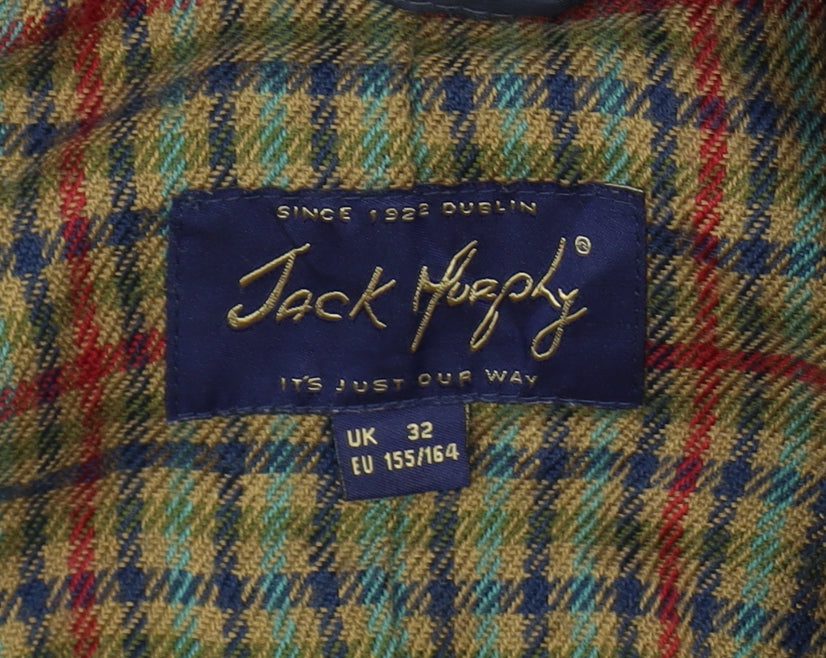 SINCE 1922 DUBLIN
Jack Murphy®
IT'S JUST OUR WAY
UK 32
EU 155/164